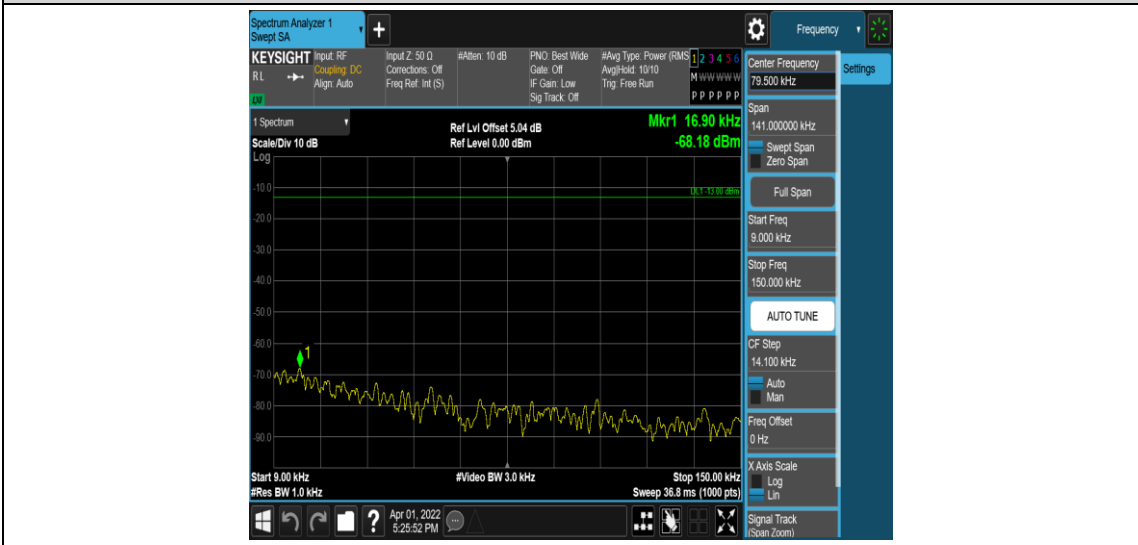 Spectrum Analyzer 1
Swept SA
+
Frequency
KEYSIGHT
RL
LXI
Input: RF
Coupling: DC
Align: Auto
Input Z: 50 Ω
Corrections: Off
Freq Ref: Int (S)
#Atten: 10 dB
PNO: Best Wide
Gate: Off
IF Gain: Low
Sig Track: Off
#Avg Type: Power (RMS
Avg|Hold: 10/10
Trig: Free Run
1 2 3 4 5 6
M W W W W W
P P P P P P
Center Frequency
79.500 kHz
Settings
Span
141.000000 kHz
Swept Span
Zero Span
Full Span
Start Freq
9.000 kHz
Stop Freq
150.000 kHz
AUTO TUNE
CF Step
14.100 kHz
Auto
Man
Freq Offset
0 Hz
X Axis Scale
Log
Lin
Signal Track
(Span Zoom)
1 Spectrum
Scale/Div 10 dB
Log
Ref Lvl Offset 5.04 dB
Ref Level 0.00 dBm
Mkr1 16.90 kHz
-68.18 dBm
-10.0
DL1 -13.00 dBm
-20.0
-30.0
-40.0
-50.0
-60.0
1
-70.0
-80.0
-90.0
Start 9.00 kHz
#Res BW 1.0 kHz
#Video BW 3.0 kHz
Stop 150.00 kHz
Sweep 36.8 ms (1000 pts)
?
Apr 01, 2022
5:25:52 PM